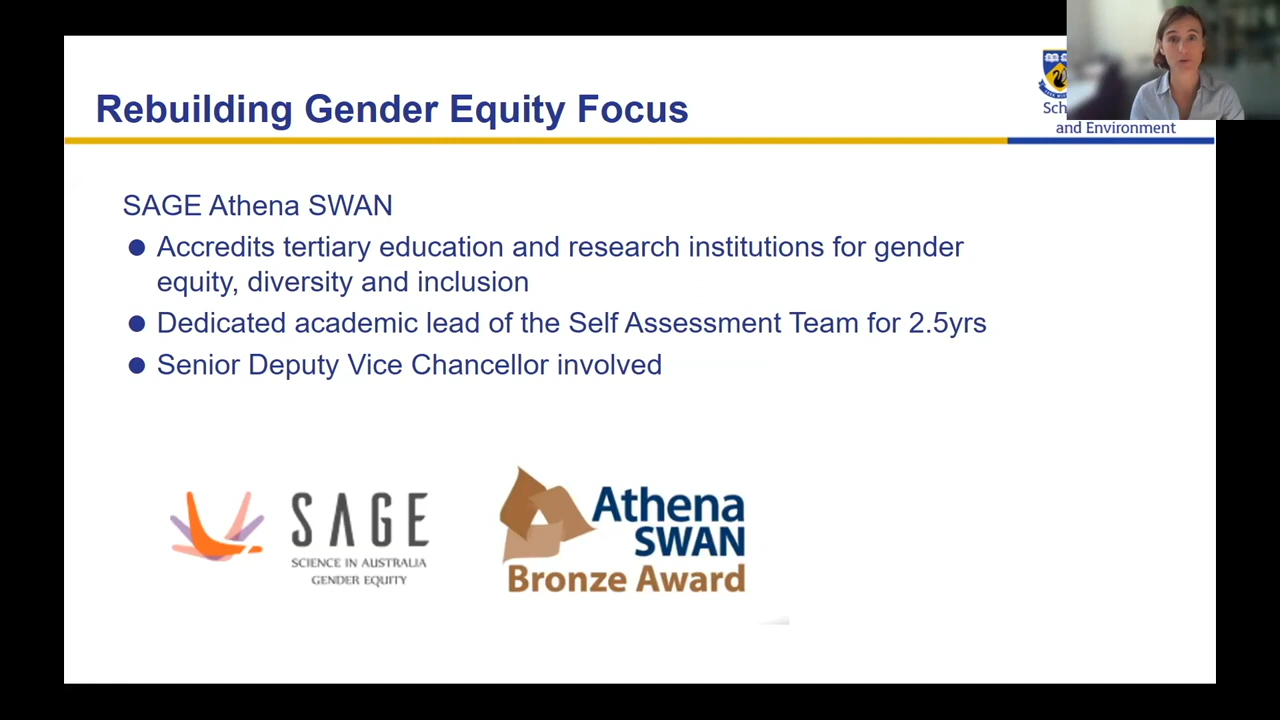 Rebuilding Gender Equity Focus
and Environment
SAGE Athena SWAN
Accredits tertiary education and research institutions for gender
equity, diversity and inclusion
Dedicated academic lead of the Self Assessment Team for 2.5yrs
Senior Deputy Vice Chancellor involved
SAGE
SCIENCE IN AUSTRALIA
GENDER EQUITY
Athena
SWAN
Bronze Award